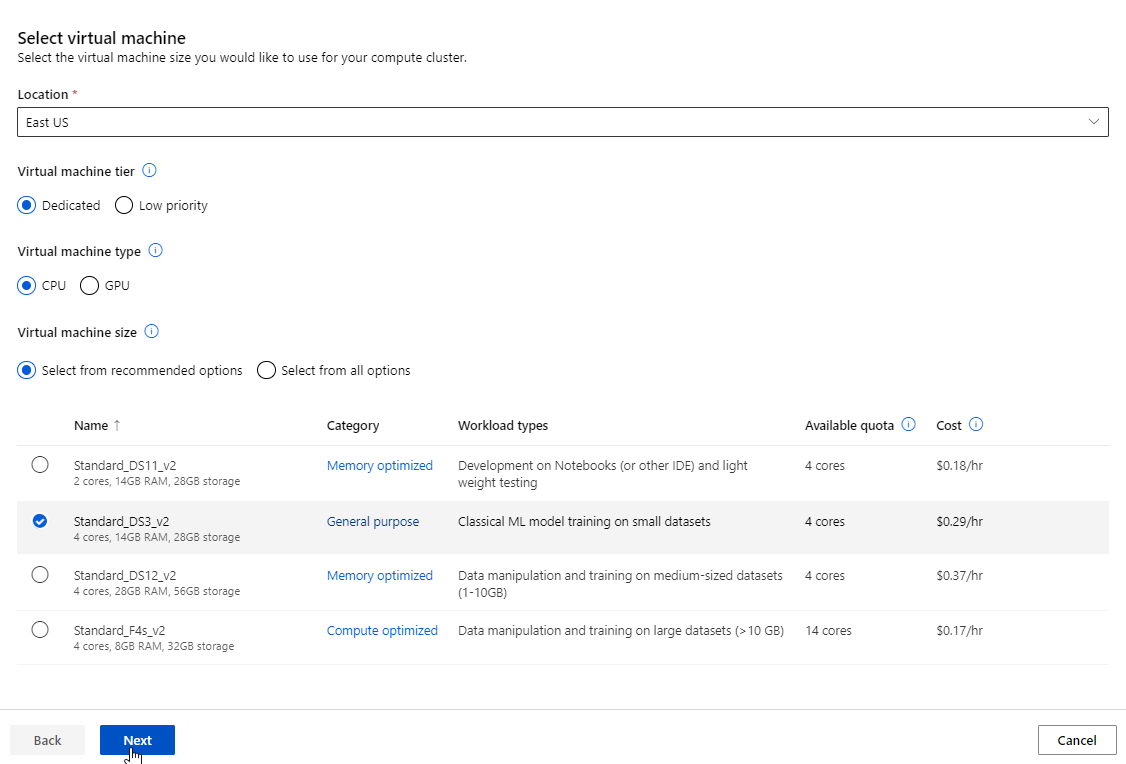 Select virtual machine
Select the virtual machine size you would like to use for your compute cluster.
Location *
East US
Virtual machine tier
Dedicated Low priority
Virtual machine type
CPU GPU
Virtual machine size
Select from recommended options Select from all options
Name ↑ Category Workload types Available quota Cost
Standard_DS11_v2 Memory optimized Development on Notebooks (or other IDE) and light 4 cores $0.18/hr
2 cores, 14GB RAM, 28GB storage weight testing
Standard_DS3_v2 General purpose Classical ML model training on small datasets 4 cores $0.29/hr
4 cores, 14GB RAM, 28GB storage
Standard_DS12_v2 Memory optimized Data manipulation and training on medium-sized datasets 4 cores $0.37/hr
4 cores, 28GB RAM, 56GB storage (1-10GB)
Standard_F4s_v2 Compute optimized Data manipulation and training on large datasets (>10 GB) 14 cores $0.17/hr
4 cores, 8GB RAM, 32GB storage
Back Next Cancel